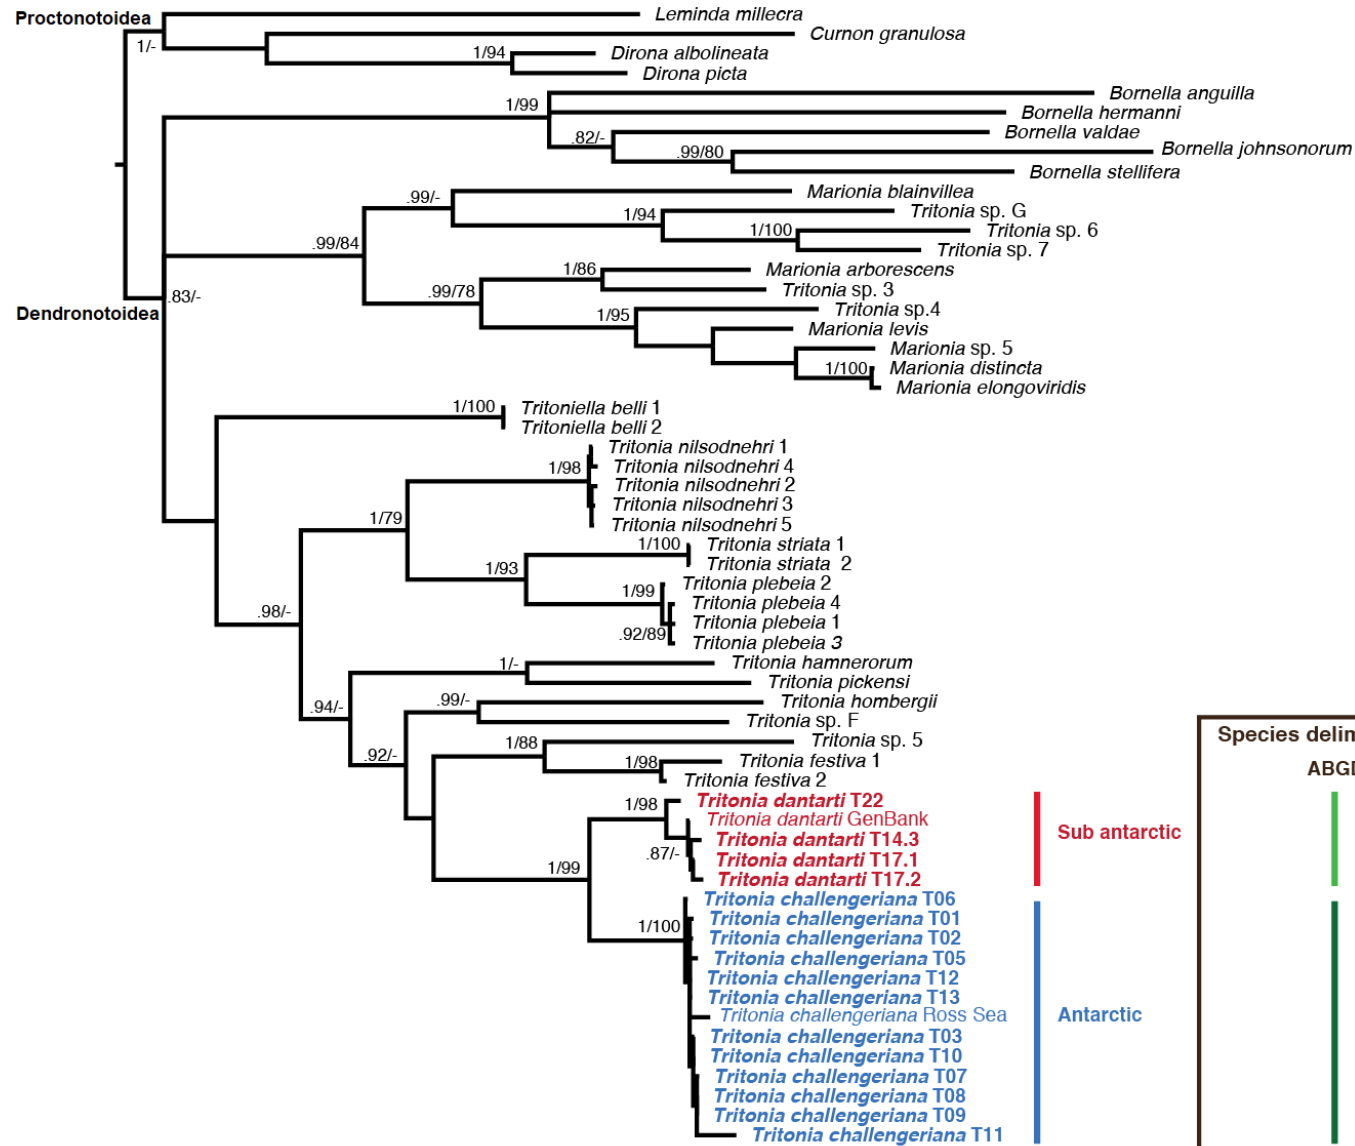 Proctonotoidea
Leminda millecra
1/-
Curnon granulosa
1/94
Dirona albolineata
Dirona picta
Bornella anguilla
1/99
Bornella hermanni
.82/-
Bornella valdae
.99/80
Bornella johnsonorum
Bornella stellifera
.99/-
Marionia blainvillea
1/94
Tritonia sp. G
1/100
Tritonia sp. 6
.99/84
Tritonia sp. 7
1/86
Marionia arborescens
.99/78
Tritonia sp. 3
.83/-
Dendronotoidea
1/95
Tritonia sp.4
Marionia levis
Marionia sp. 5
1/100
Marionia distincta
Marionia elongoviridis
1/100
Tritoniella belli 1
Tritoniella belli 2
Tritonia nilsodnehri 1
1/98
Tritonia nilsodnehri 4
Tritonia nilsodnehri 2
Tritonia nilsodnehri 3
1/79
Tritonia nilsodnehri 5
1/100
Tritonia striata 1
Tritonia striata 2
1/93
Tritonia plebeia 2
1/99
Tritonia plebeia 4
Tritonia plebeia 1
.98/-
.92/89
Tritonia plebeia 3
1/-
Tritonia hamnerorum
Tritonia pickensi
.94/-
.99/-
Tritonia hombergii
Tritonia sp. F
.92/-
1/88
Tritonia sp. 5
1/98
Tritonia festiva 1
Tritonia festiva 2
1/98
Tritonia dantarti T22
Tritonia dantarti GenBank
Tritonia dantarti T14.3
.87/-
Tritonia dantarti T17.1
1/99
Tritonia dantarti T17.2
Sub antarctic
Species delim
ABGD
Tritonia challengeriana T06
1/100
Tritonia challengeriana T01
Tritonia challengeriana T02
Tritonia challengeriana T05
Tritonia challengeriana T12
Tritonia challengeriana T13
Tritonia challengeriana Ross Sea
Antarctic
Tritonia challengeriana T03
Tritonia challengeriana T10
Tritonia challengeriana T07
Tritonia challengeriana T08
Tritonia challengeriana T09
Tritonia challengeriana T11